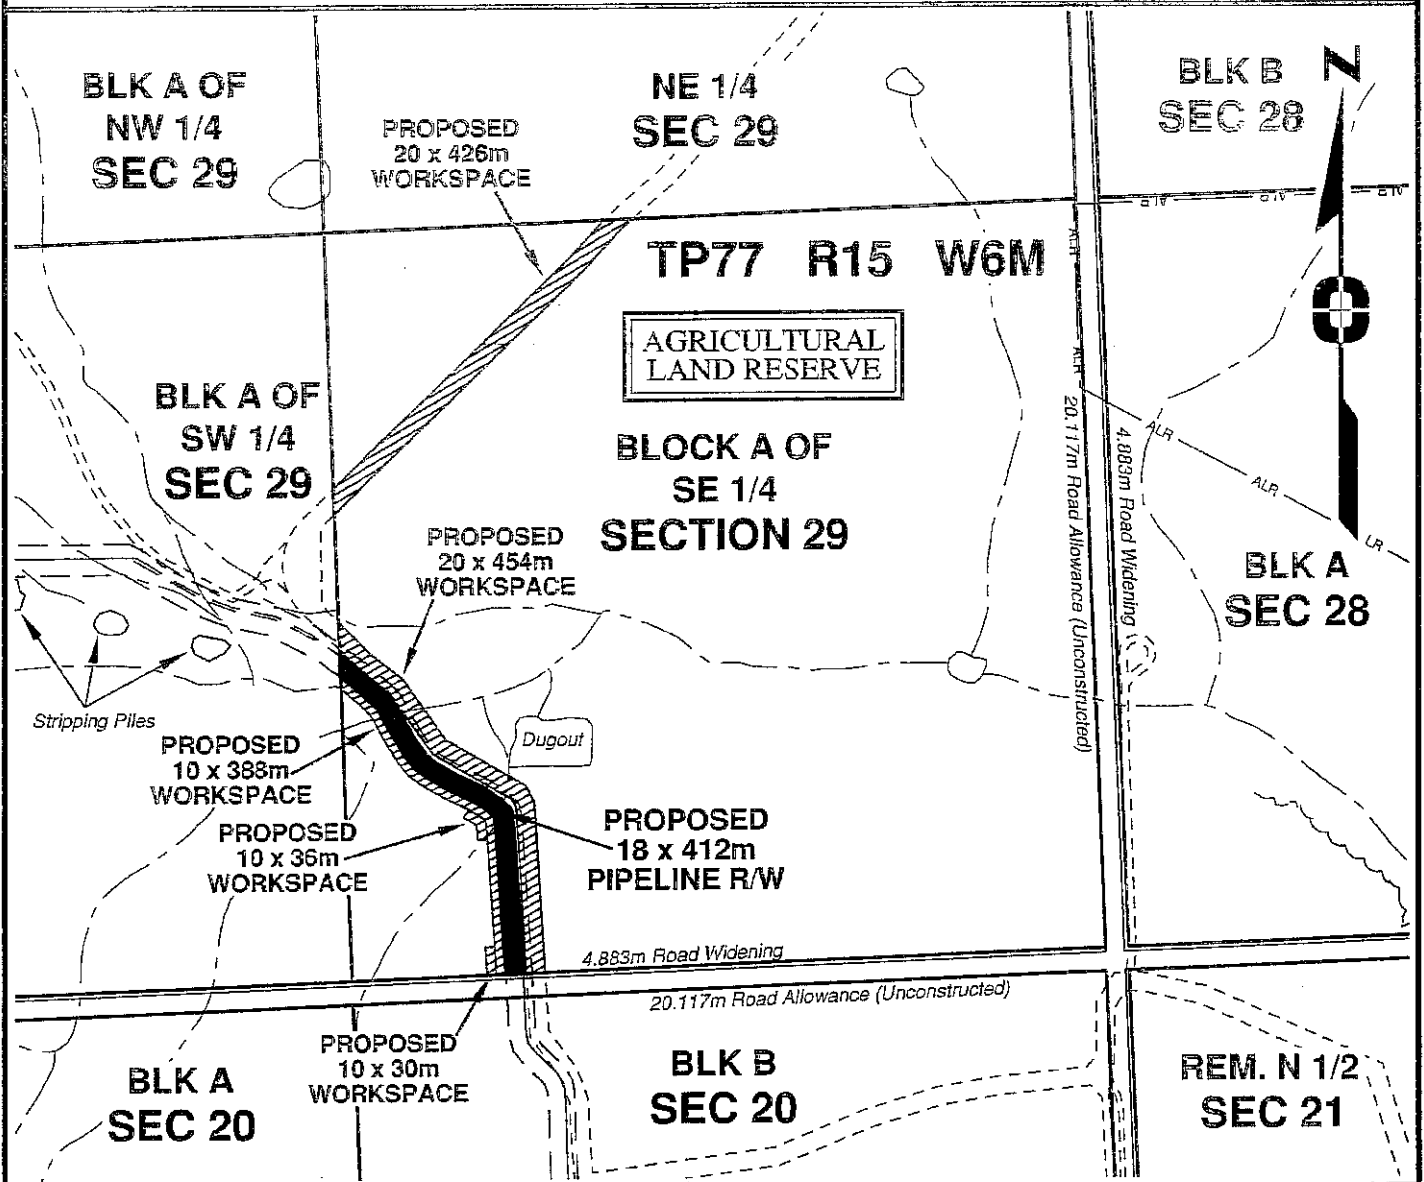 BLK A OF
NW 1/4
SEC 29
PROPOSED
20 x 426m
WORKSPACE
NE 1/4
SEC 29
BLK B
SEC 28
N
TP77 R15 W6M
AGRICULTURAL
LAND RESERVE
ALR
ALR
ALR
ALR
ALR
BLK A OF
SW 1/4
SEC 29
BLOCK A OF
SE 1/4
SECTION 29
20.117m Road Allowance (Unconstructed)
4.883m Road Widening
ALR
ALR
LR
BLK A
SEC 28
PROPOSED
20 x 454m
WORKSPACE
Stripping Piles
Dugout
PROPOSED
10 x 388m
WORKSPACE
PROPOSED
10 x 36m
WORKSPACE
PROPOSED
18 x 412m
PIPELINE R/W
4.883m Road Widening
20.117m Road Allowance (Unconstructed)
PROPOSED
10 x 30m
WORKSPACE
BLK A
SEC 20
BLK B
SEC 20
REM. N 1/2
SEC 21